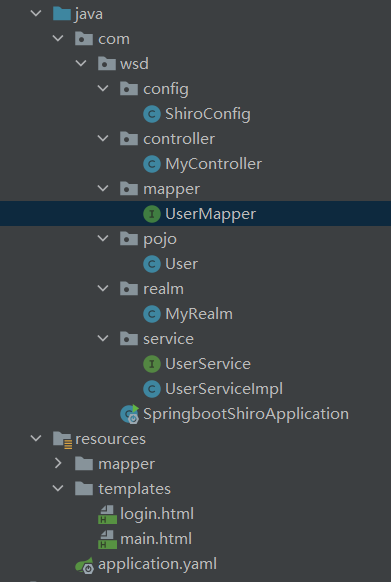 java
com
wsd
config
ShiroConfig
controller
MyController
mapper
UserMapper
pojo
User
realm
MyRealm
service
UserService
UserServiceImpl
SpringbootShiroApplication
resources
mapper
templates
login.html
main.html
application.yaml